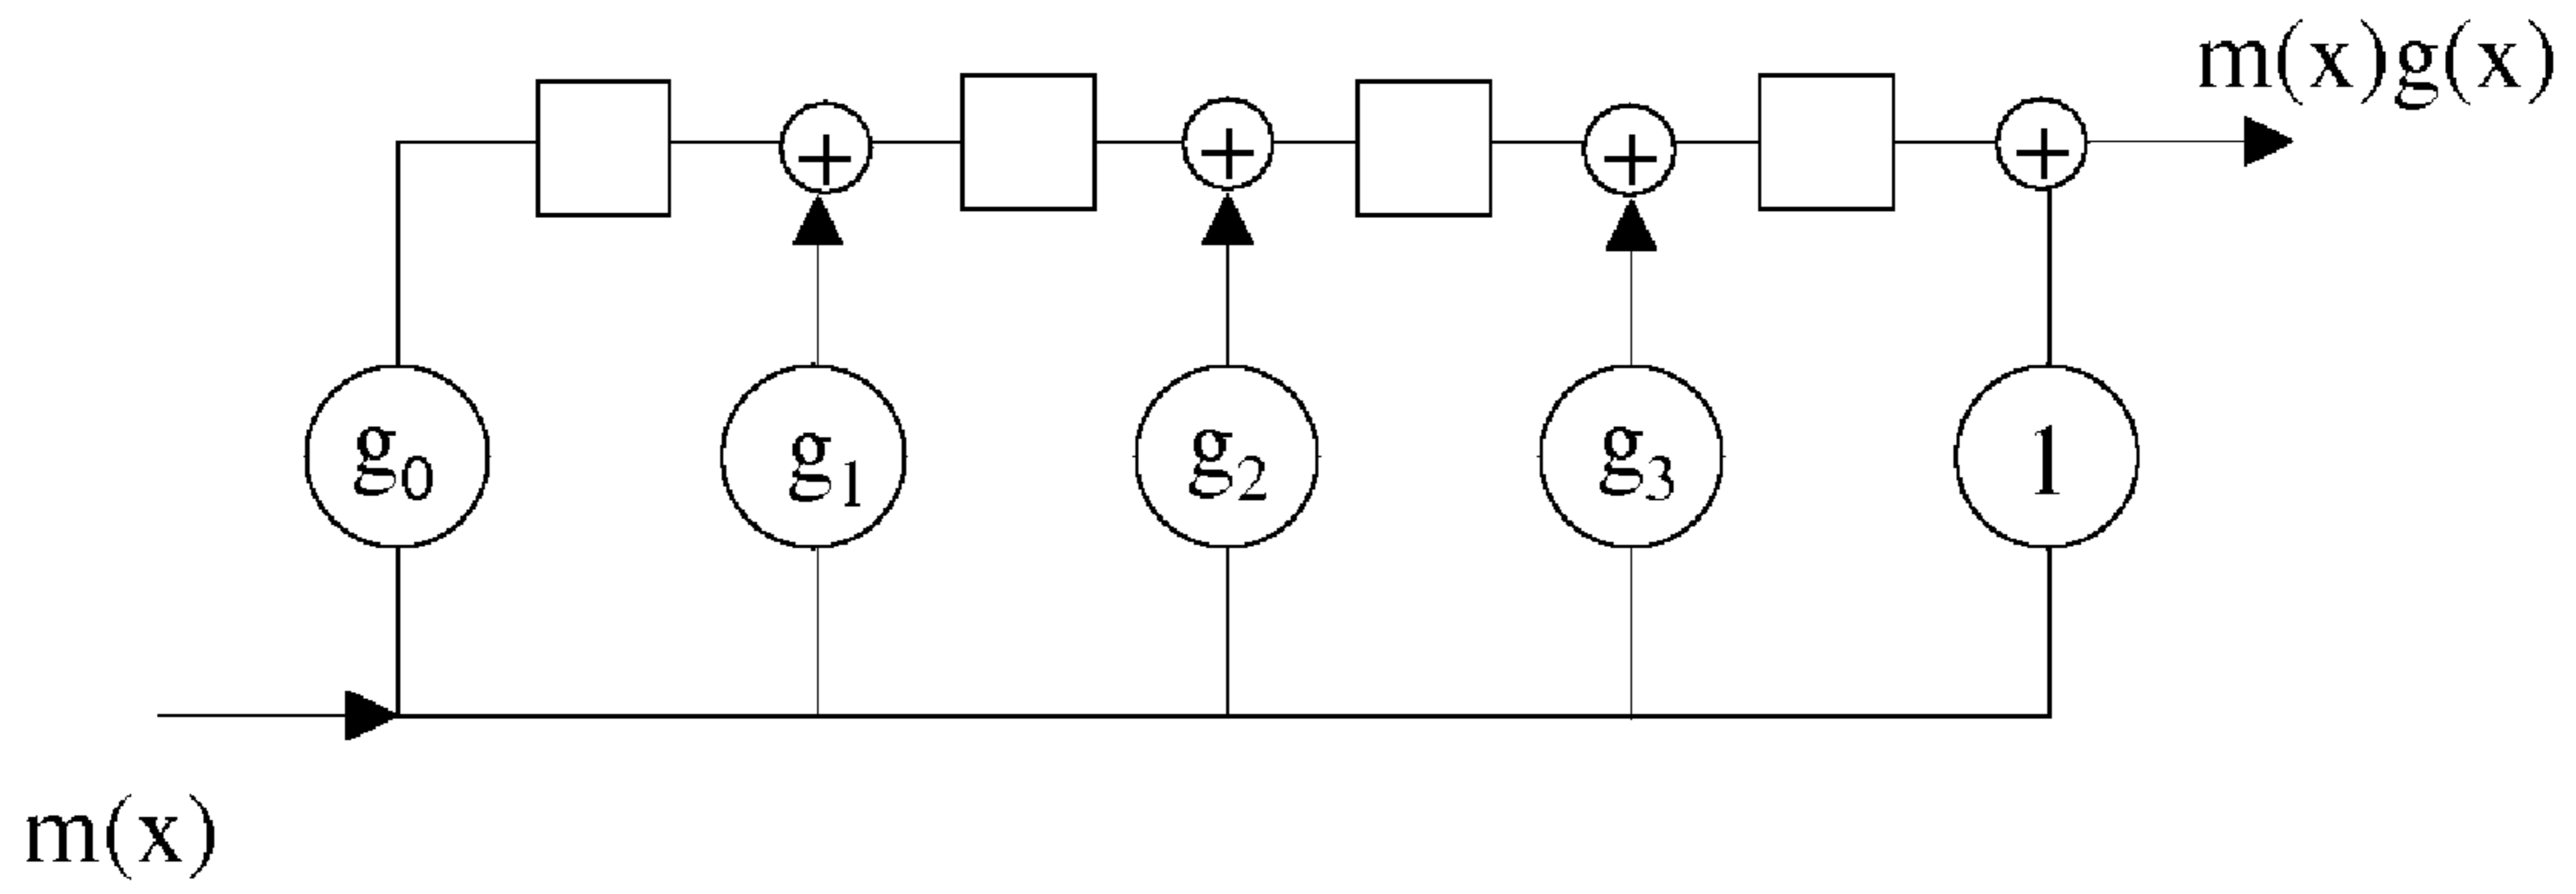 m(x)g(x)
+ + + +
g₀ g₁ g₂ g₃ 1
m(x)